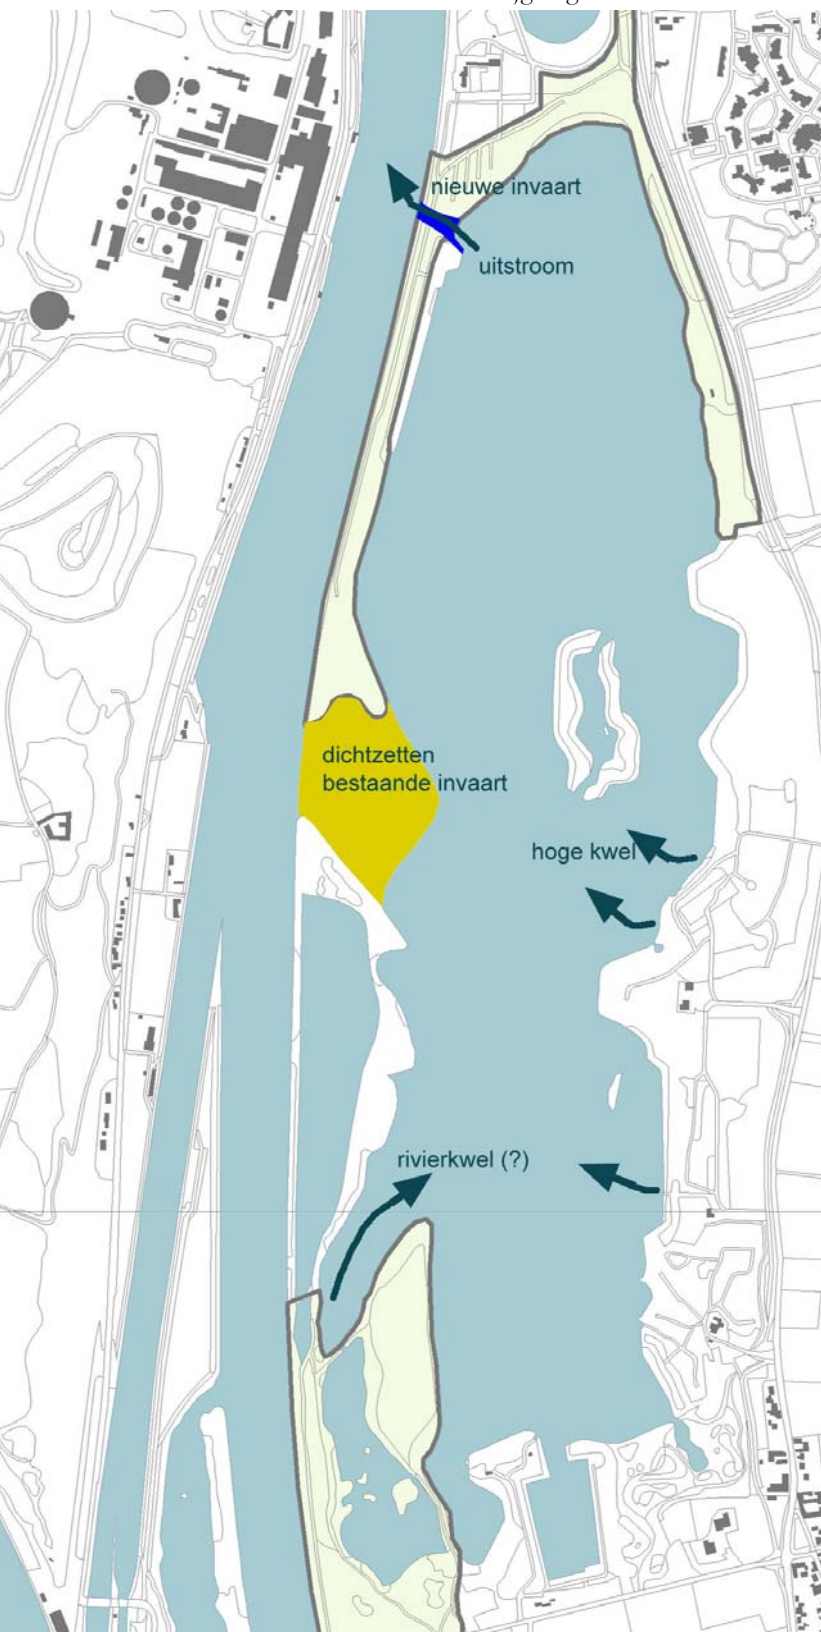 nieuwe invaart
uitstroom
dichtzetten
bestaande invaart
hoge kwel
rivierkwel (?)